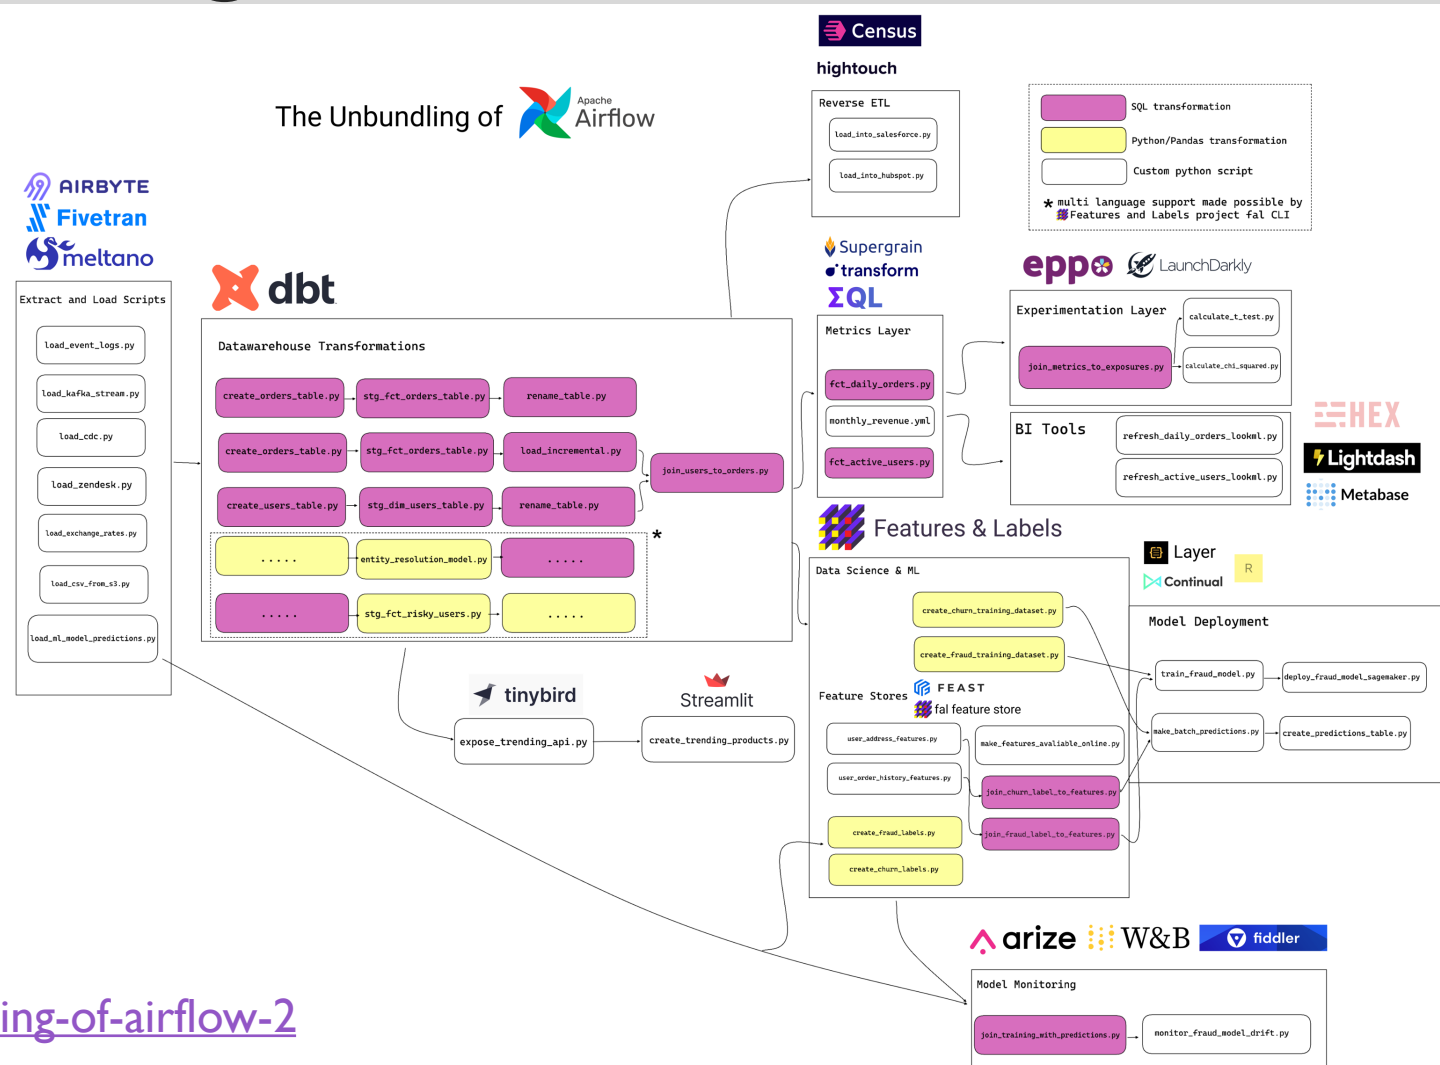 Census
hightouch
The Unbundling of Apache Airflow
Reverse ETL
load_into_salesforce.py
load_into_hubspot.py
SQL transformation
Python/Pandas transformation
Custom python script
* multi language support made possible by
Features and Labels project fal CLI
AIRBYTE
Fivetran
meltano
Extract and Load Scripts
load_event_logs.py
load_kafka_stream.py
load_cdc.py
load_zendesk.py
load_exchange_rates.py
load_csv_from_s3.py
load_ml_model_predictions.py
dbt
Datawarehouse Transformations
create_orders_table.py
stg_fct_orders_table.py
rename_table.py
create_orders_table.py
stg_fct_orders_table.py
load_incremental.py
join_users_to_orders.py
create_users_table.py
stg_dim_users_table.py
rename_table.py
*
.....
entity_resolution_model.py
.....
.....
stg_fct_risky_users.py
.....
tinybird
expose_trending_api.py
Streamlit
create_trending_products.py
Supergrain
transform
ΣQL
Metrics Layer
fct_daily_orders.py
monthly_revenue.yml
fct_active_users.py
eppo
LaunchDarkly
Experimentation Layer
calculate_t_test.py
join_metrics_to_exposures.py
calculate_chi_squared.py
BI Tools
refresh_daily_orders_lookml.py
refresh_active_users_lookml.py
HEX
Lightdash
Metabase
Features & Labels
Data Science & ML
create_churn_training_dataset.py
create_fraud_training_dataset.py
Feature Stores
FEAST
fal feature store
user_address_features.py
make_features_avaliable_online.py
user_order_history_features.py
join_churn_label_to_features.py
create_fraud_labels.py
join_fraud_label_to_features.py
create_churn_labels.py
Layer
Continual
R
Model Deployment
train_fraud_model.py
deploy_fraud_model_sagemaker.py
make_batch_predictions.py
create_predictions_table.py
arize
W&B
fiddler
Model Monitoring
join_training_with_predictions.py
monitor_fraud_model_drift.py
ing-of-airflow-2